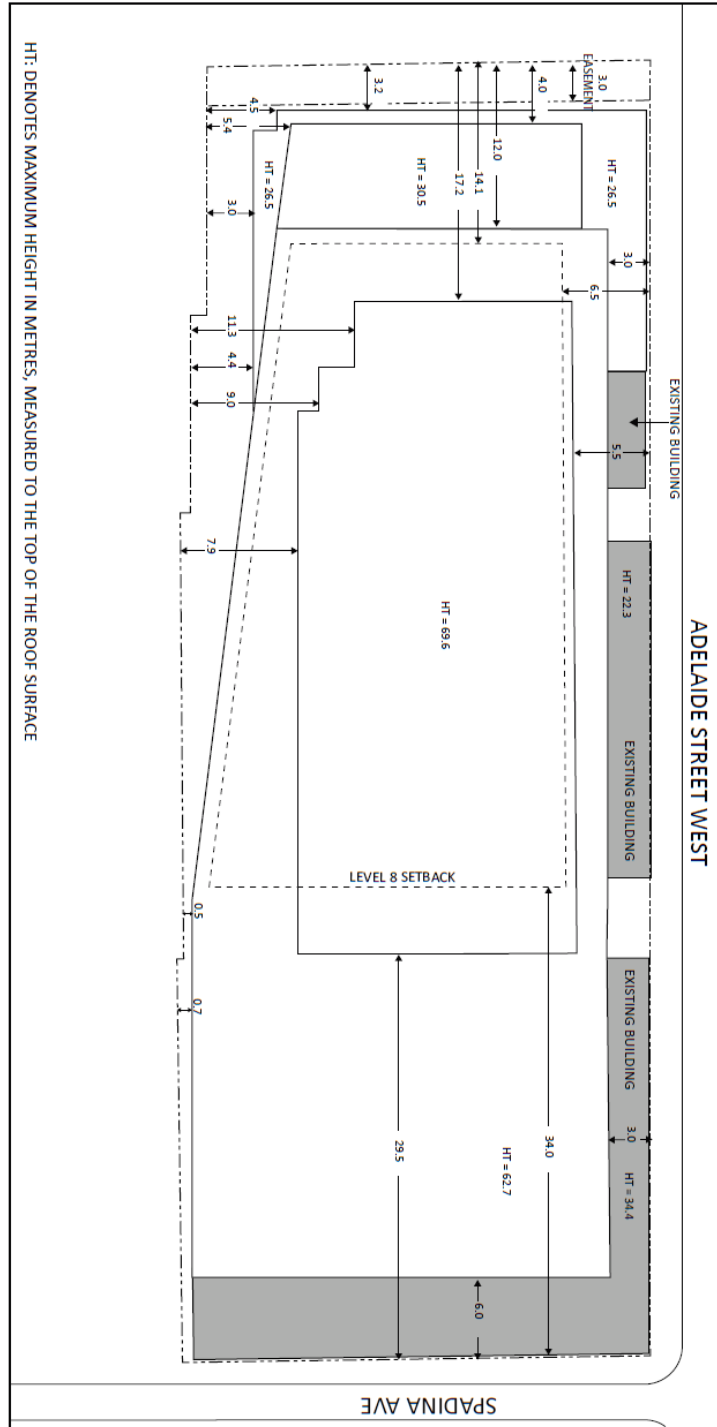 ADELAIDE STREET WEST
SPADINA AVE
EASEMENT
3.0
4.0
3.2
12.0
14.1
17.2
4.5
5.4
HT = 26.5
HT = 30.5
HT = 26.5
3.0
3.0
6.5
11.3
4.4
9.0
EXISTING BUILDING
5.5
7.9
HT = 69.6
HT = 22.3
EXISTING BUILDING
LEVEL 8 SETBACK
0.5
0.7
EXISTING BUILDING
3.0
HT = 34.4
34.0
29.5
HT = 62.7
6.0
HT: DENOTES MAXIMUM HEIGHT IN METRES, MEASURED TO THE TOP OF THE ROOF SURFACE